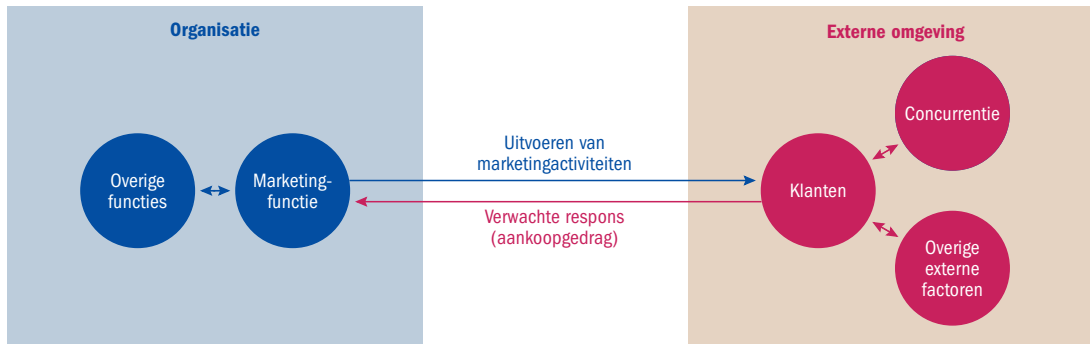 Organisatie
Overige
functies
Marketing-
functie
Uitvoeren van
marketingactiviteiten
Verwachte respons
(aankoopgedrag)
Externe omgeving
Concurrentie
Klanten
Overige
externe
factoren